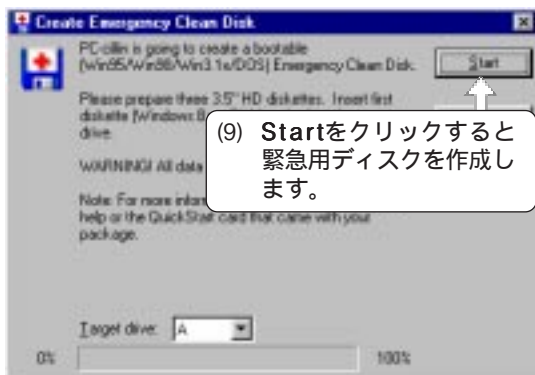 Create Emergency Clean Disk
PC-cillin is going to create a bootable
(Win95/Win98/Win3.1x/DOS) Emergency Clean Disk.
Start
Please prepare three 3.5" HD diskettes. Insert first
diskette (Windows B
drive.
WARNING! All data
(9) Startをクリックすると
緊急用ディスクを作成し
ます。
Note: For more infor
help or the QuickStart card that came with your
package.
Target drive: A
0% 100%